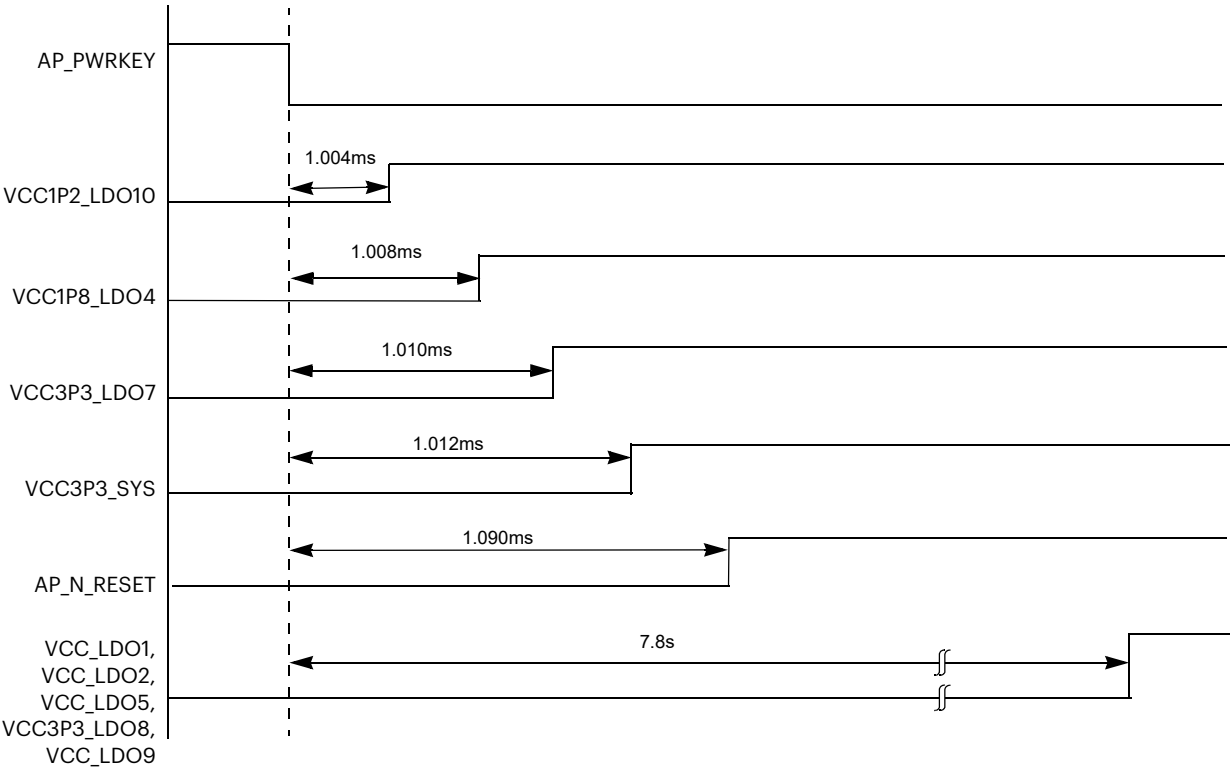 AP_PWRKEY
1.004ms
VCC1P2_LDO10
1.008ms
VCC1P8_LDO4
1.010ms
VCC3P3_LDO7
1.012ms
VCC3P3_SYS
1.090ms
AP_N_RESET
7.8s
VCC_LDO1,
VCC_LDO2,
VCC_LDO5,
VCC3P3_LDO8,
VCC_LDO9